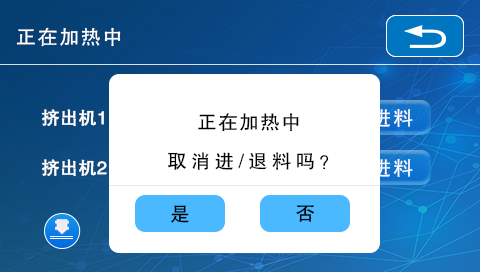 正在加热中
挤出机1
进料
挤出机2
进料
正在加热中
取消进/退料吗?
是
否